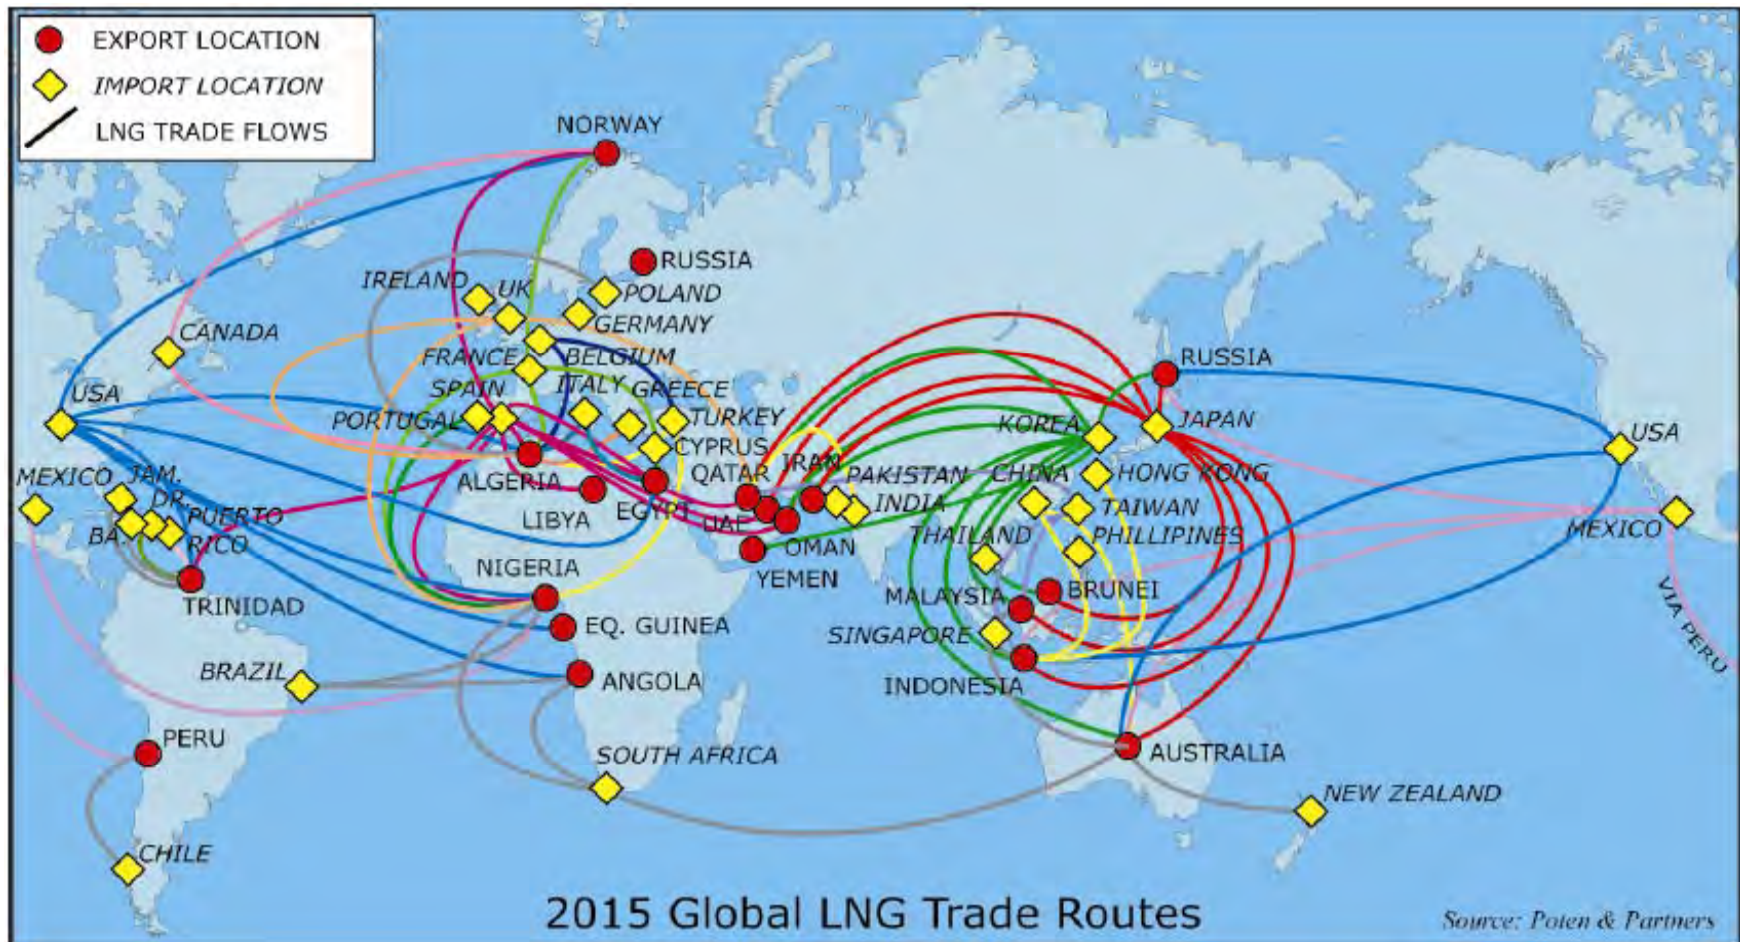 EXPORT LOCATION
IMPORT LOCATION
LNG TRADE FLOWS
NORWAY
RUSSIA
IRELAND
UK
POLAND
GERMANY
CANADA
FRANCE
BELGIUM
RUSSIA
USA
SPAIN
ITALY
GREECE
PORTUGAL
TURKEY
KOREA
JAPAN
USA
CYPRUS
MEXICO
JAM.
ALGERIA
QATAR
IRAN
PAKISTAN
CHINA
HONG KONG
DR.
LIBYA
EGYPT
UAE
INDIA
TAIWAN
MEXICO
BA.
PUERTO
RICO
OMAN
THAILAND
PHILLIPINES
NIGERIA
YEMEN
TRINIDAD
MALAYSIA
BRUNEI
EQ. GUINEA
SINGAPORE
VIA PERU
BRAZIL
ANGOLA
INDONESIA
PERU
SOUTH AFRICA
AUSTRALIA
NEW ZEALAND
CHILE
2015 Global LNG Trade Routes
Source: Poten & Partners